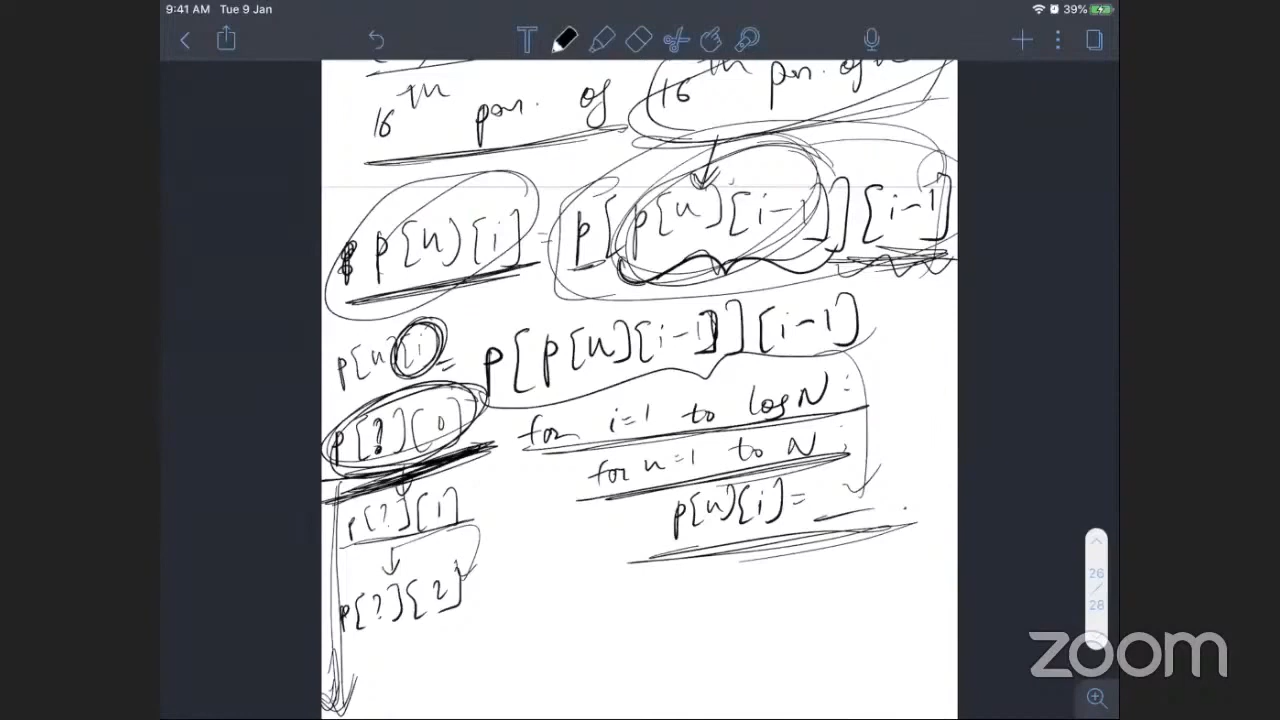 9:41 AM Tue 9 Jan 39%
16th par. of 16th par. of u
p[u][i] = p[p[u][i-1]][i-1]
p[u][i] = p[p[u][i-1]][i-1]
p[?][0]
for i=1 to log N:
for u=1 to N:
p[u][i] =
p[?][1]
p[?][2]
26
28
zoom